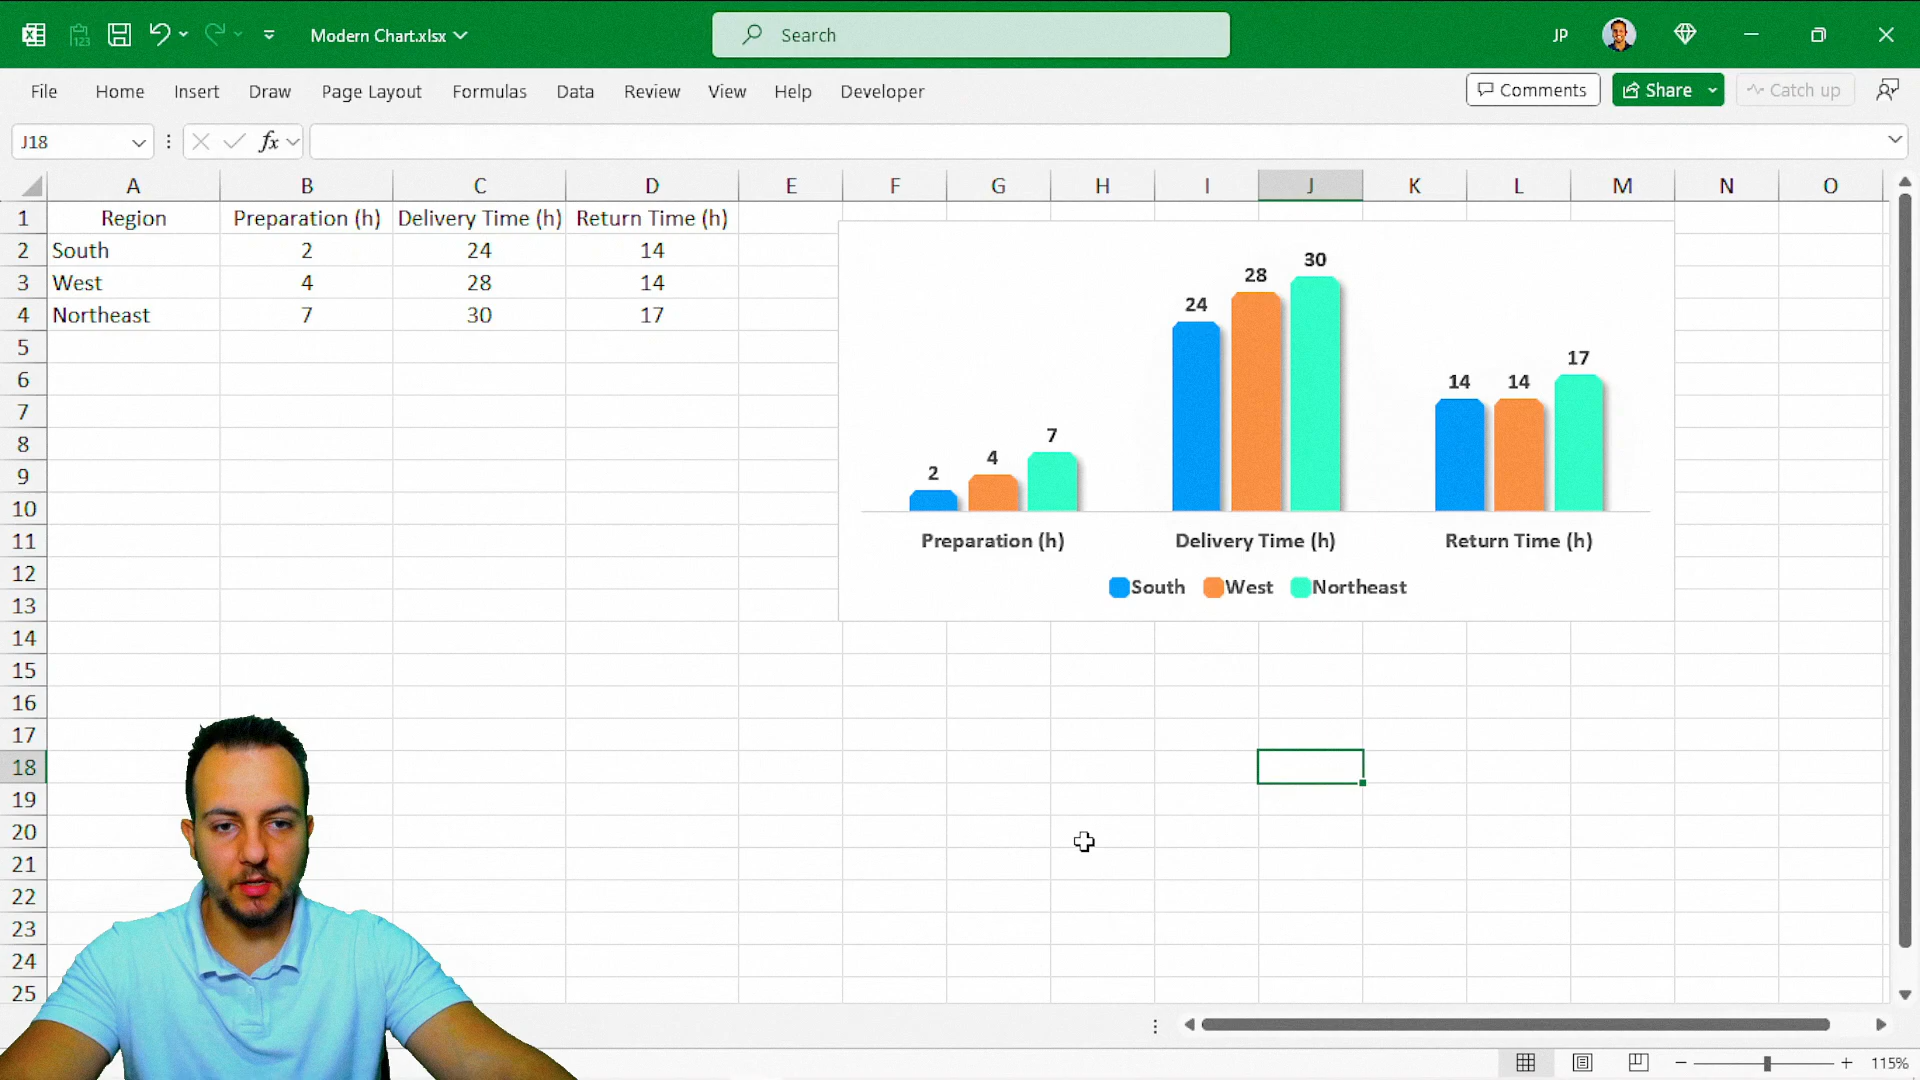 Modern Chart.xlsx
Search
JP
File Home Insert Draw Page Layout Formulas Data Review View Help Developer
Comments Share Catch up
J18 fx
A B C D E F G H I J K L M N O
1 Region Preparation (h) Delivery Time (h) Return Time (h)
2 South 2 24 14
3 West 4 28 14
4 Northeast 7 30 17
5
6
7
8
9
10
11
12
13
14
15
16
17
18
19
20
21
22
23
24
25
2 4 7 24 28 30 14 14 17
Preparation (h) Delivery Time (h) Return Time (h)
South West Northeast
115%